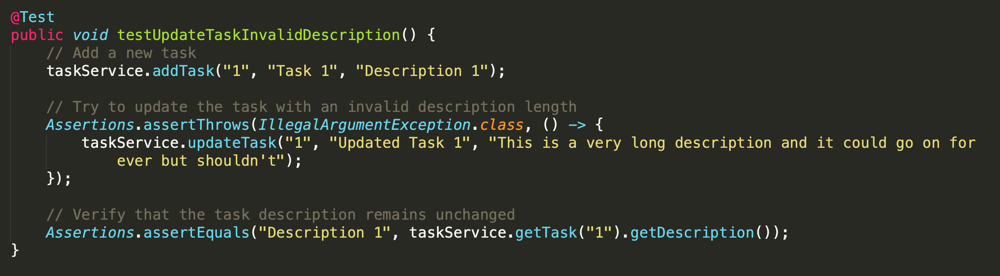 @Test
public void testUpdateTaskInvalidDescription() {
    // Add a new task
    taskService.addTask("1", "Task 1", "Description 1");

    // Try to update the task with an invalid description length
    Assertions.assertThrows(IllegalArgumentException.class, () -> {
        taskService.updateTask("1", "Updated Task 1", "This is a very long description and it could go on for
            ever but shouldn't");
    });

    // Verify that the task description remains unchanged
    Assertions.assertEquals("Description 1", taskService.getTask("1").getDescription());
}